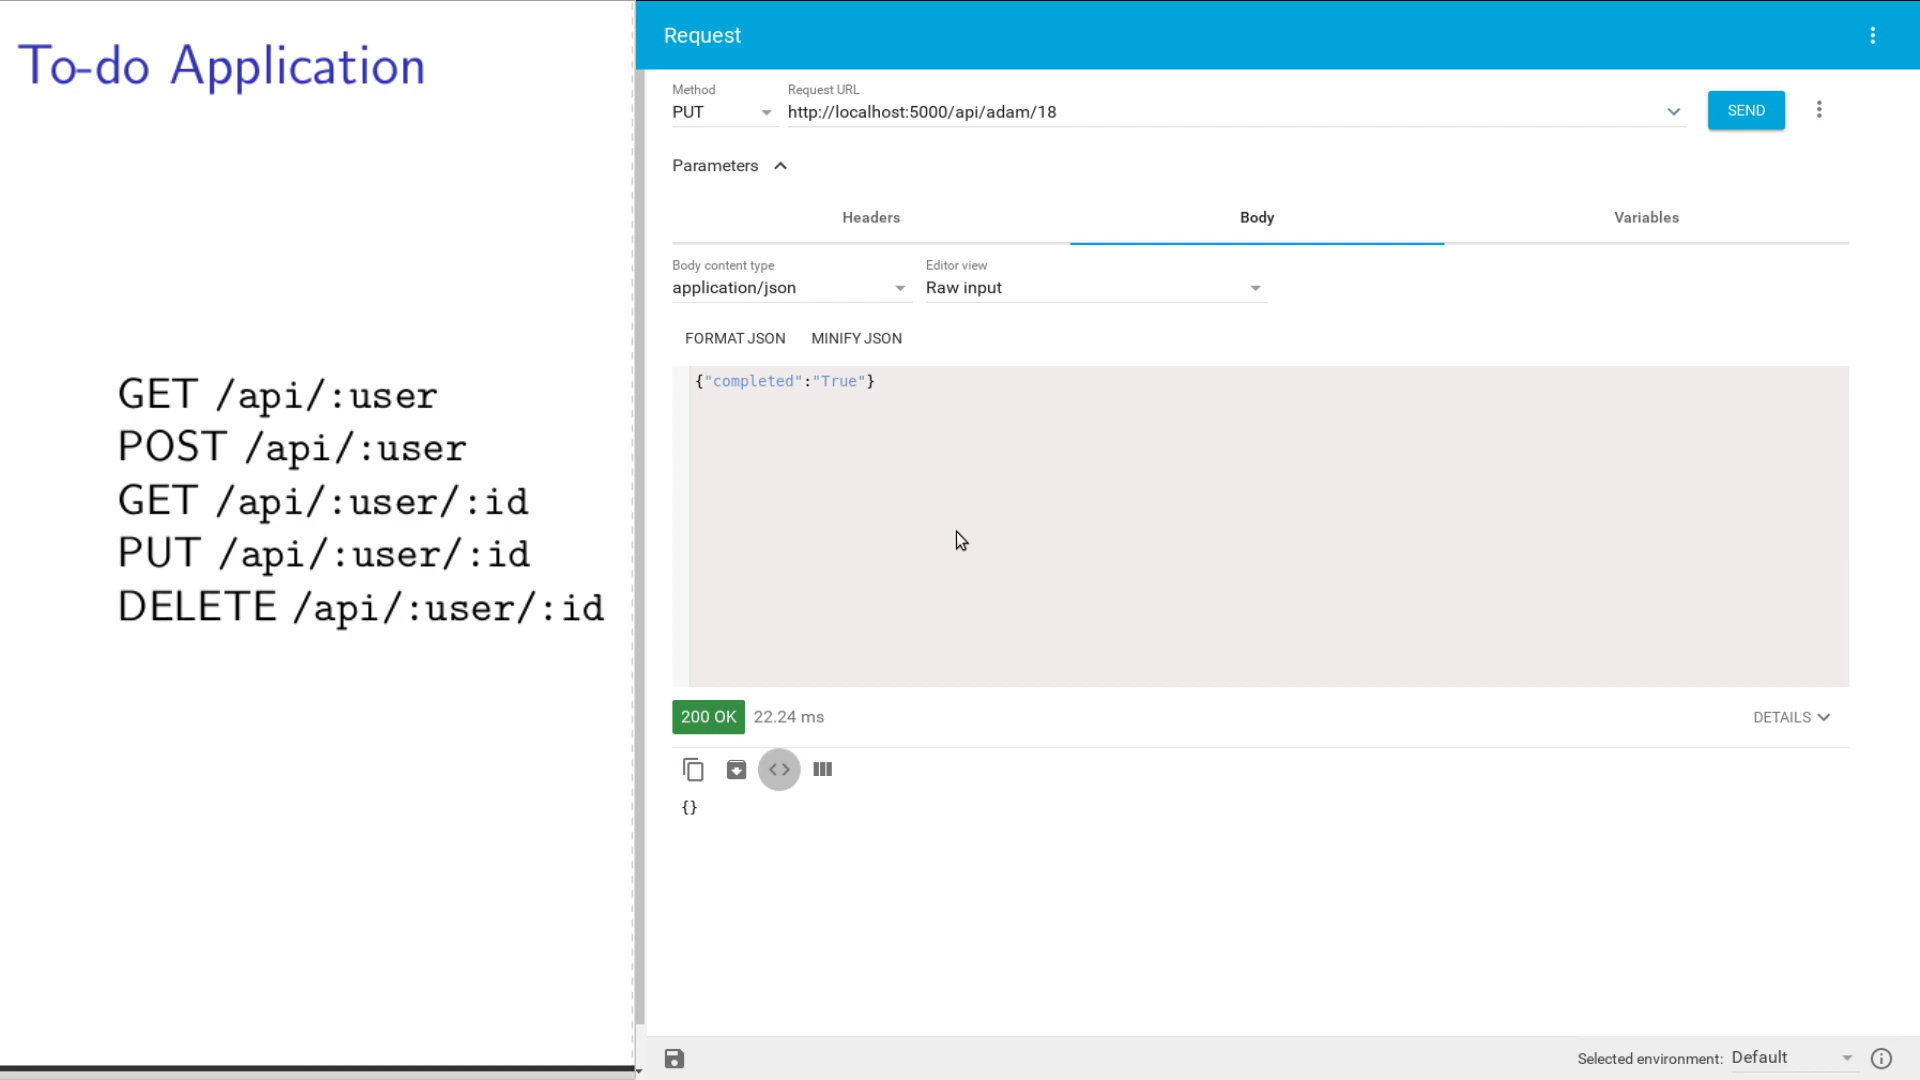 To-do Application
GET /api/:user
POST /api/:user
GET /api/:user/:id
PUT /api/:user/:id
DELETE /api/:user/:id
Request
Method
PUT
Request URL
http://localhost:5000/api/adam/18
SEND
Parameters
Headers
Body
Variables
Body content type
application/json
Editor view
Raw input
FORMAT JSON
MINIFY JSON
{"completed":"True"}
200 OK
22.24 ms
DETAILS
{}
Selected environment:
Default